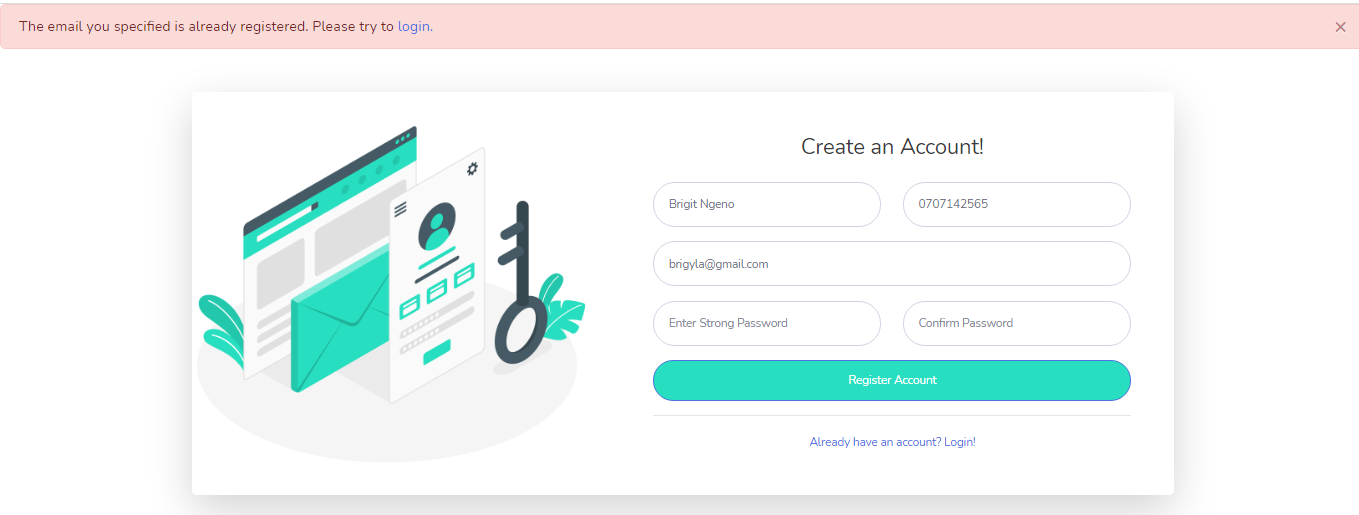 The email you specified is already registered. Please try to login.
×
Create an Account!
Brigit Ngeno 0707142565
brigyla@gmail.com
Enter Strong Password Confirm Password
Register Account
Already have an account? Login!